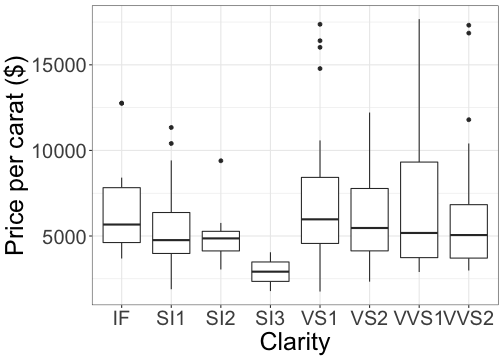 Price per carat ($)
15000
10000
5000
IF SI1 SI2 SI3 VS1 VS2 VVS1 VVS2
Clarity